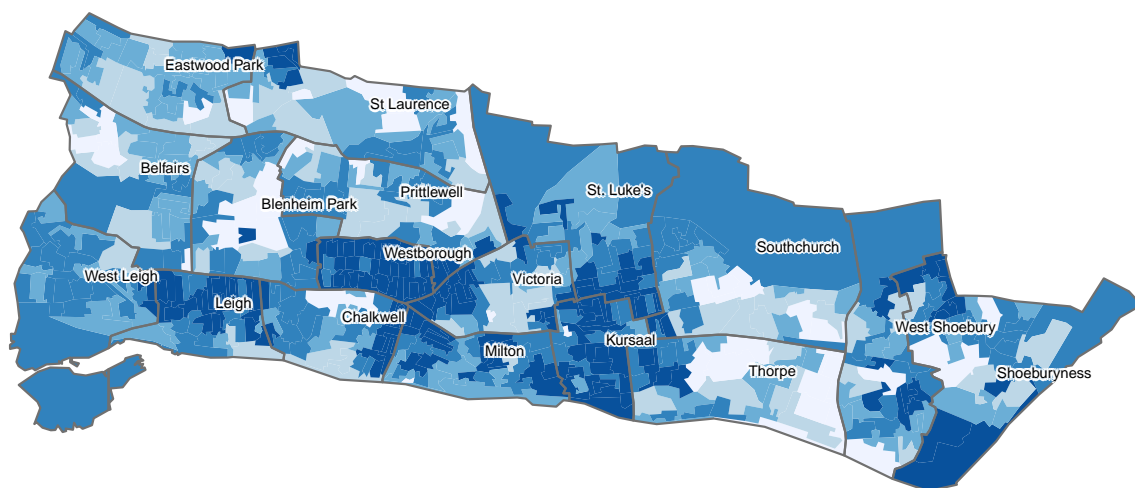 Eastwood Park
St Laurence
Belfairs
Prittlewell
St. Luke's
Blenheim Park
Southchurch
Westborough
West Leigh
Victoria
Leigh
Chalkwell
West Shoebury
Kursaal
Milton
Thorpe
Shoeburyness